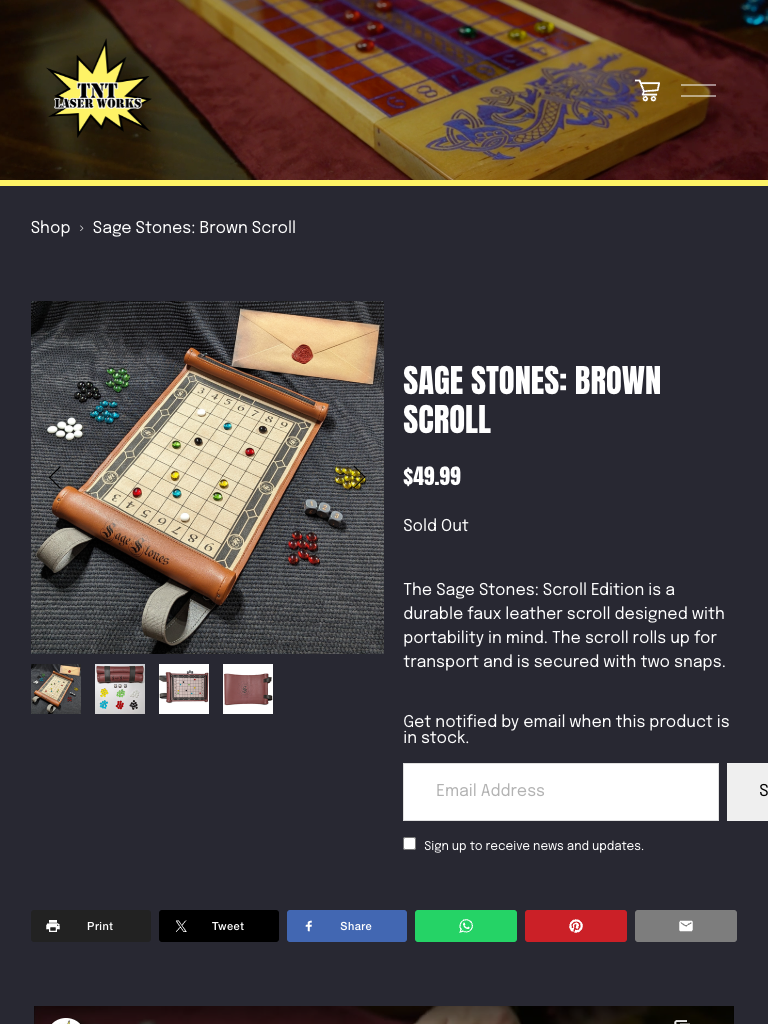 TNT
LASER WORKS
Shop › Sage Stones: Brown Scroll
Sage Stones
SAGE STONES: BROWN
SCROLL
$49.99
Sold Out
The Sage Stones: Scroll Edition is a
durable faux leather scroll designed with
portability in mind. The scroll rolls up for
transport and is secured with two snaps.
Get notified by email when this product is
in stock.
Email Address
S
Sign up to receive news and updates.
Print
Tweet
Share